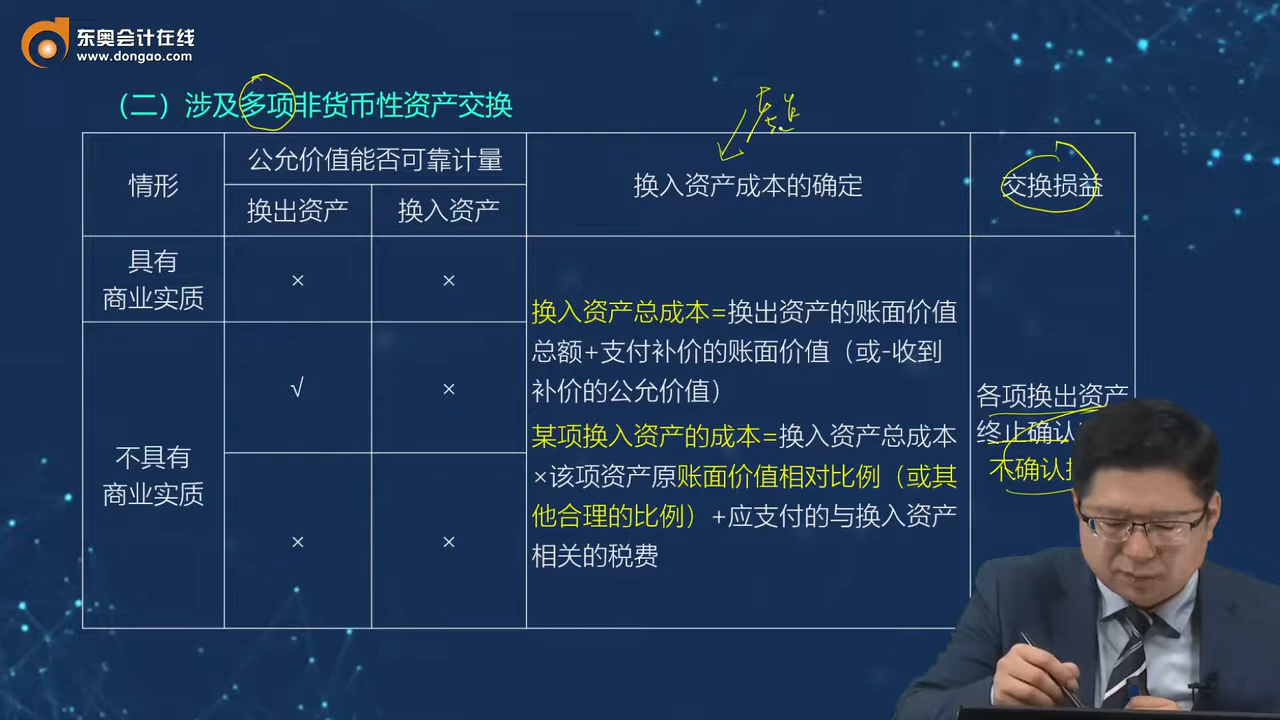 东奥会计在线
www.dongao.com
（二）涉及多项非货币性资产交换
情形
公允价值能否可靠计量
换出资产
换入资产
换入资产成本的确定
交换损益
具有
商业实质
×
×
不具有
商业实质
√
×
×
×
换入资产总成本=换出资产的账面价值
总额+支付补价的账面价值（或-收到
补价的公允价值）
某项换入资产的成本=换入资产总成本
×该项资产原账面价值相对比例（或其
他合理的比例）+应支付的与换入资产
相关的税费
各项换出资产
终止确认
不确认